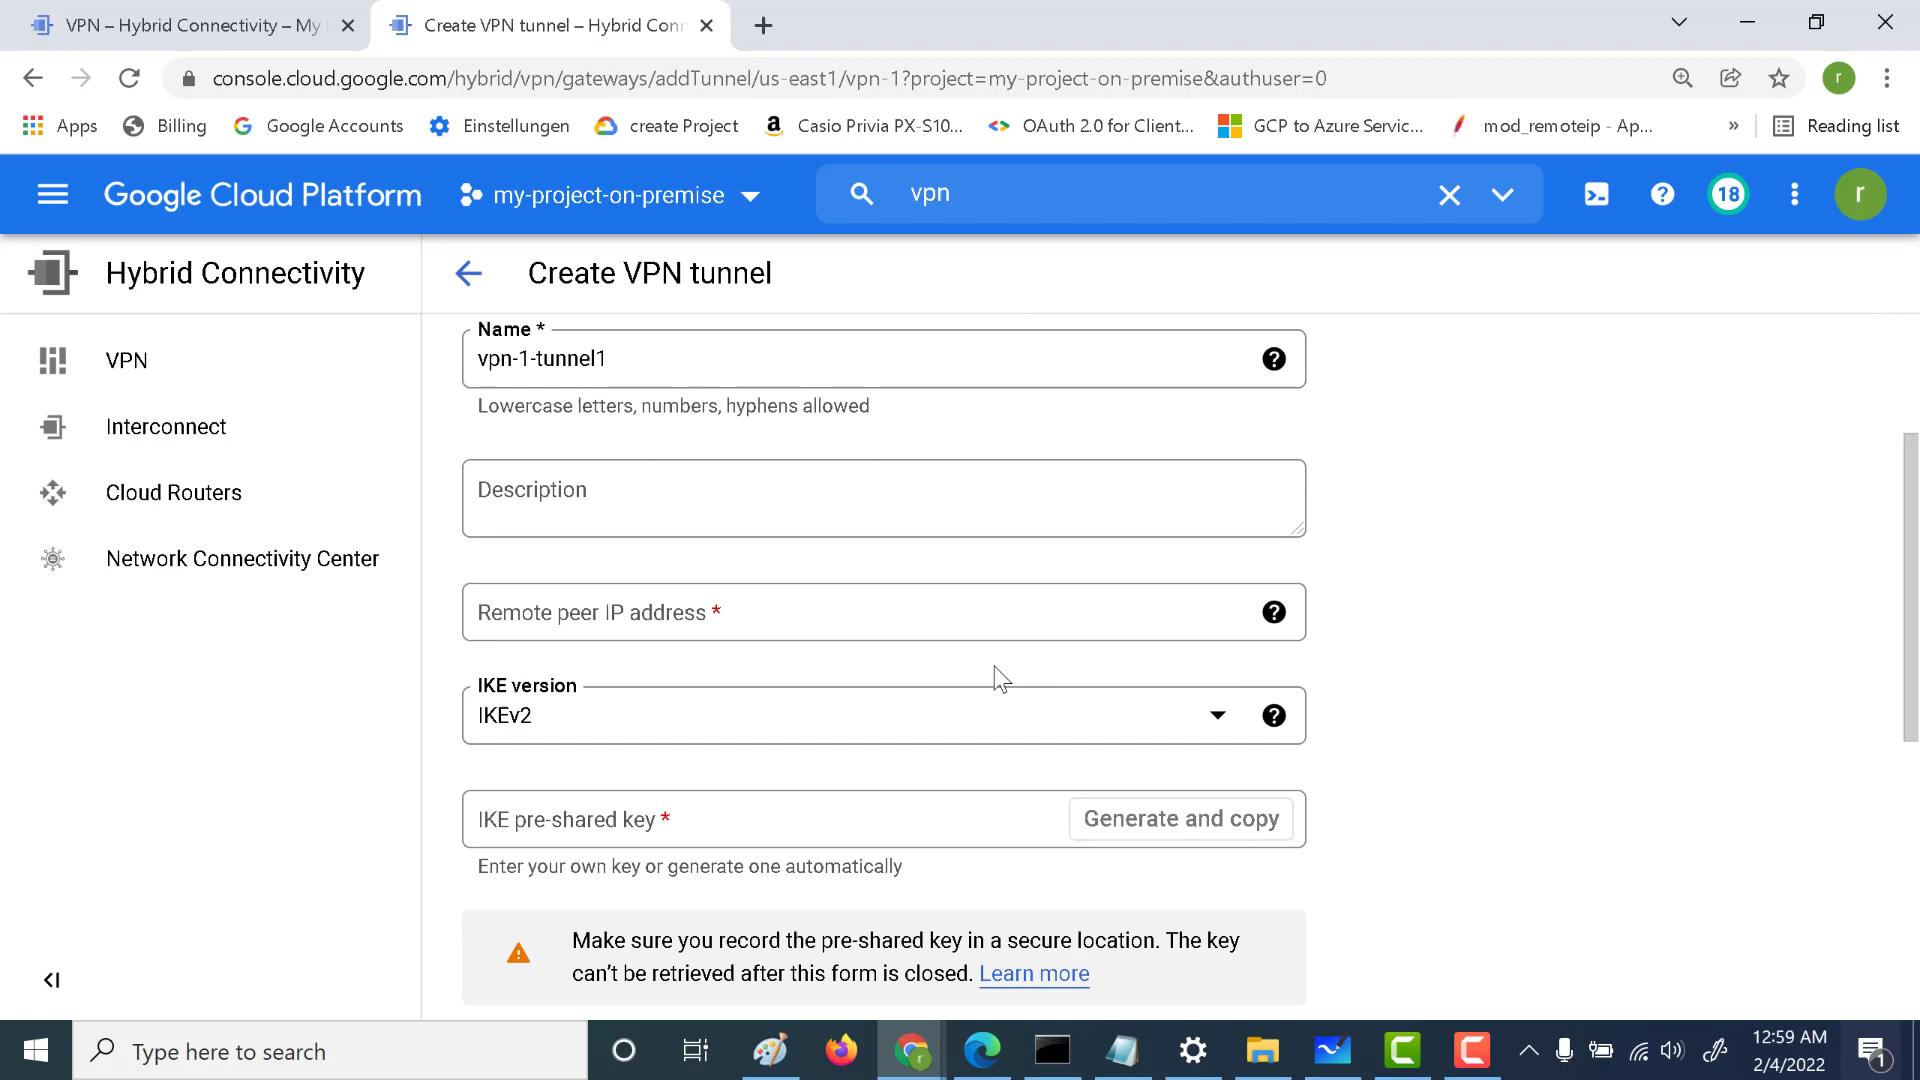 VPN – Hybrid Connectivity – My
Create VPN tunnel – Hybrid Conn
console.cloud.google.com/hybrid/vpn/gateways/addTunnel/us-east1/vpn-1?project=my-project-on-premise&authuser=0
r
Apps
Billing
Google Accounts
Einstellungen
create Project
Casio Privia PX-S10...
OAuth 2.0 for Client...
GCP to Azure Servic...
mod_remoteip - Ap...
»
Reading list
Google Cloud Platform
my-project-on-premise
vpn
18
r
Hybrid Connectivity
Create VPN tunnel
VPN
Interconnect
Cloud Routers
Network Connectivity Center
Name *
vpn-1-tunnel1
Lowercase letters, numbers, hyphens allowed
Description
Remote peer IP address *
IKE version
IKEv2
IKE pre-shared key *
Generate and copy
Enter your own key or generate one automatically
Make sure you record the pre-shared key in a secure location. The key
can't be retrieved after this form is closed. Learn more
Type here to search
12:59 AM
2/4/2022
1